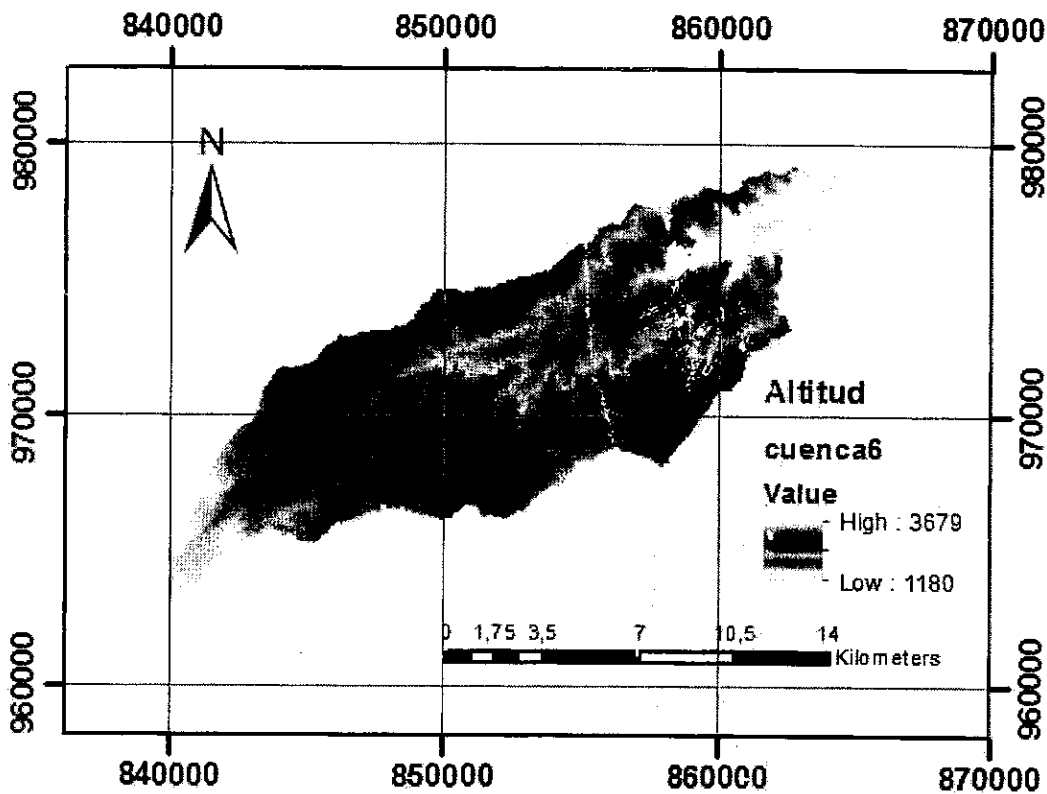 840000 850000 860000 870000
980000 980000
N
970000 970000
Altitud
cuenca6
Value
High : 3679
Low : 1180
0 1,75 3,5 7 10,5 14
Kilometers
960000 960000
840000 850000 860000 870000